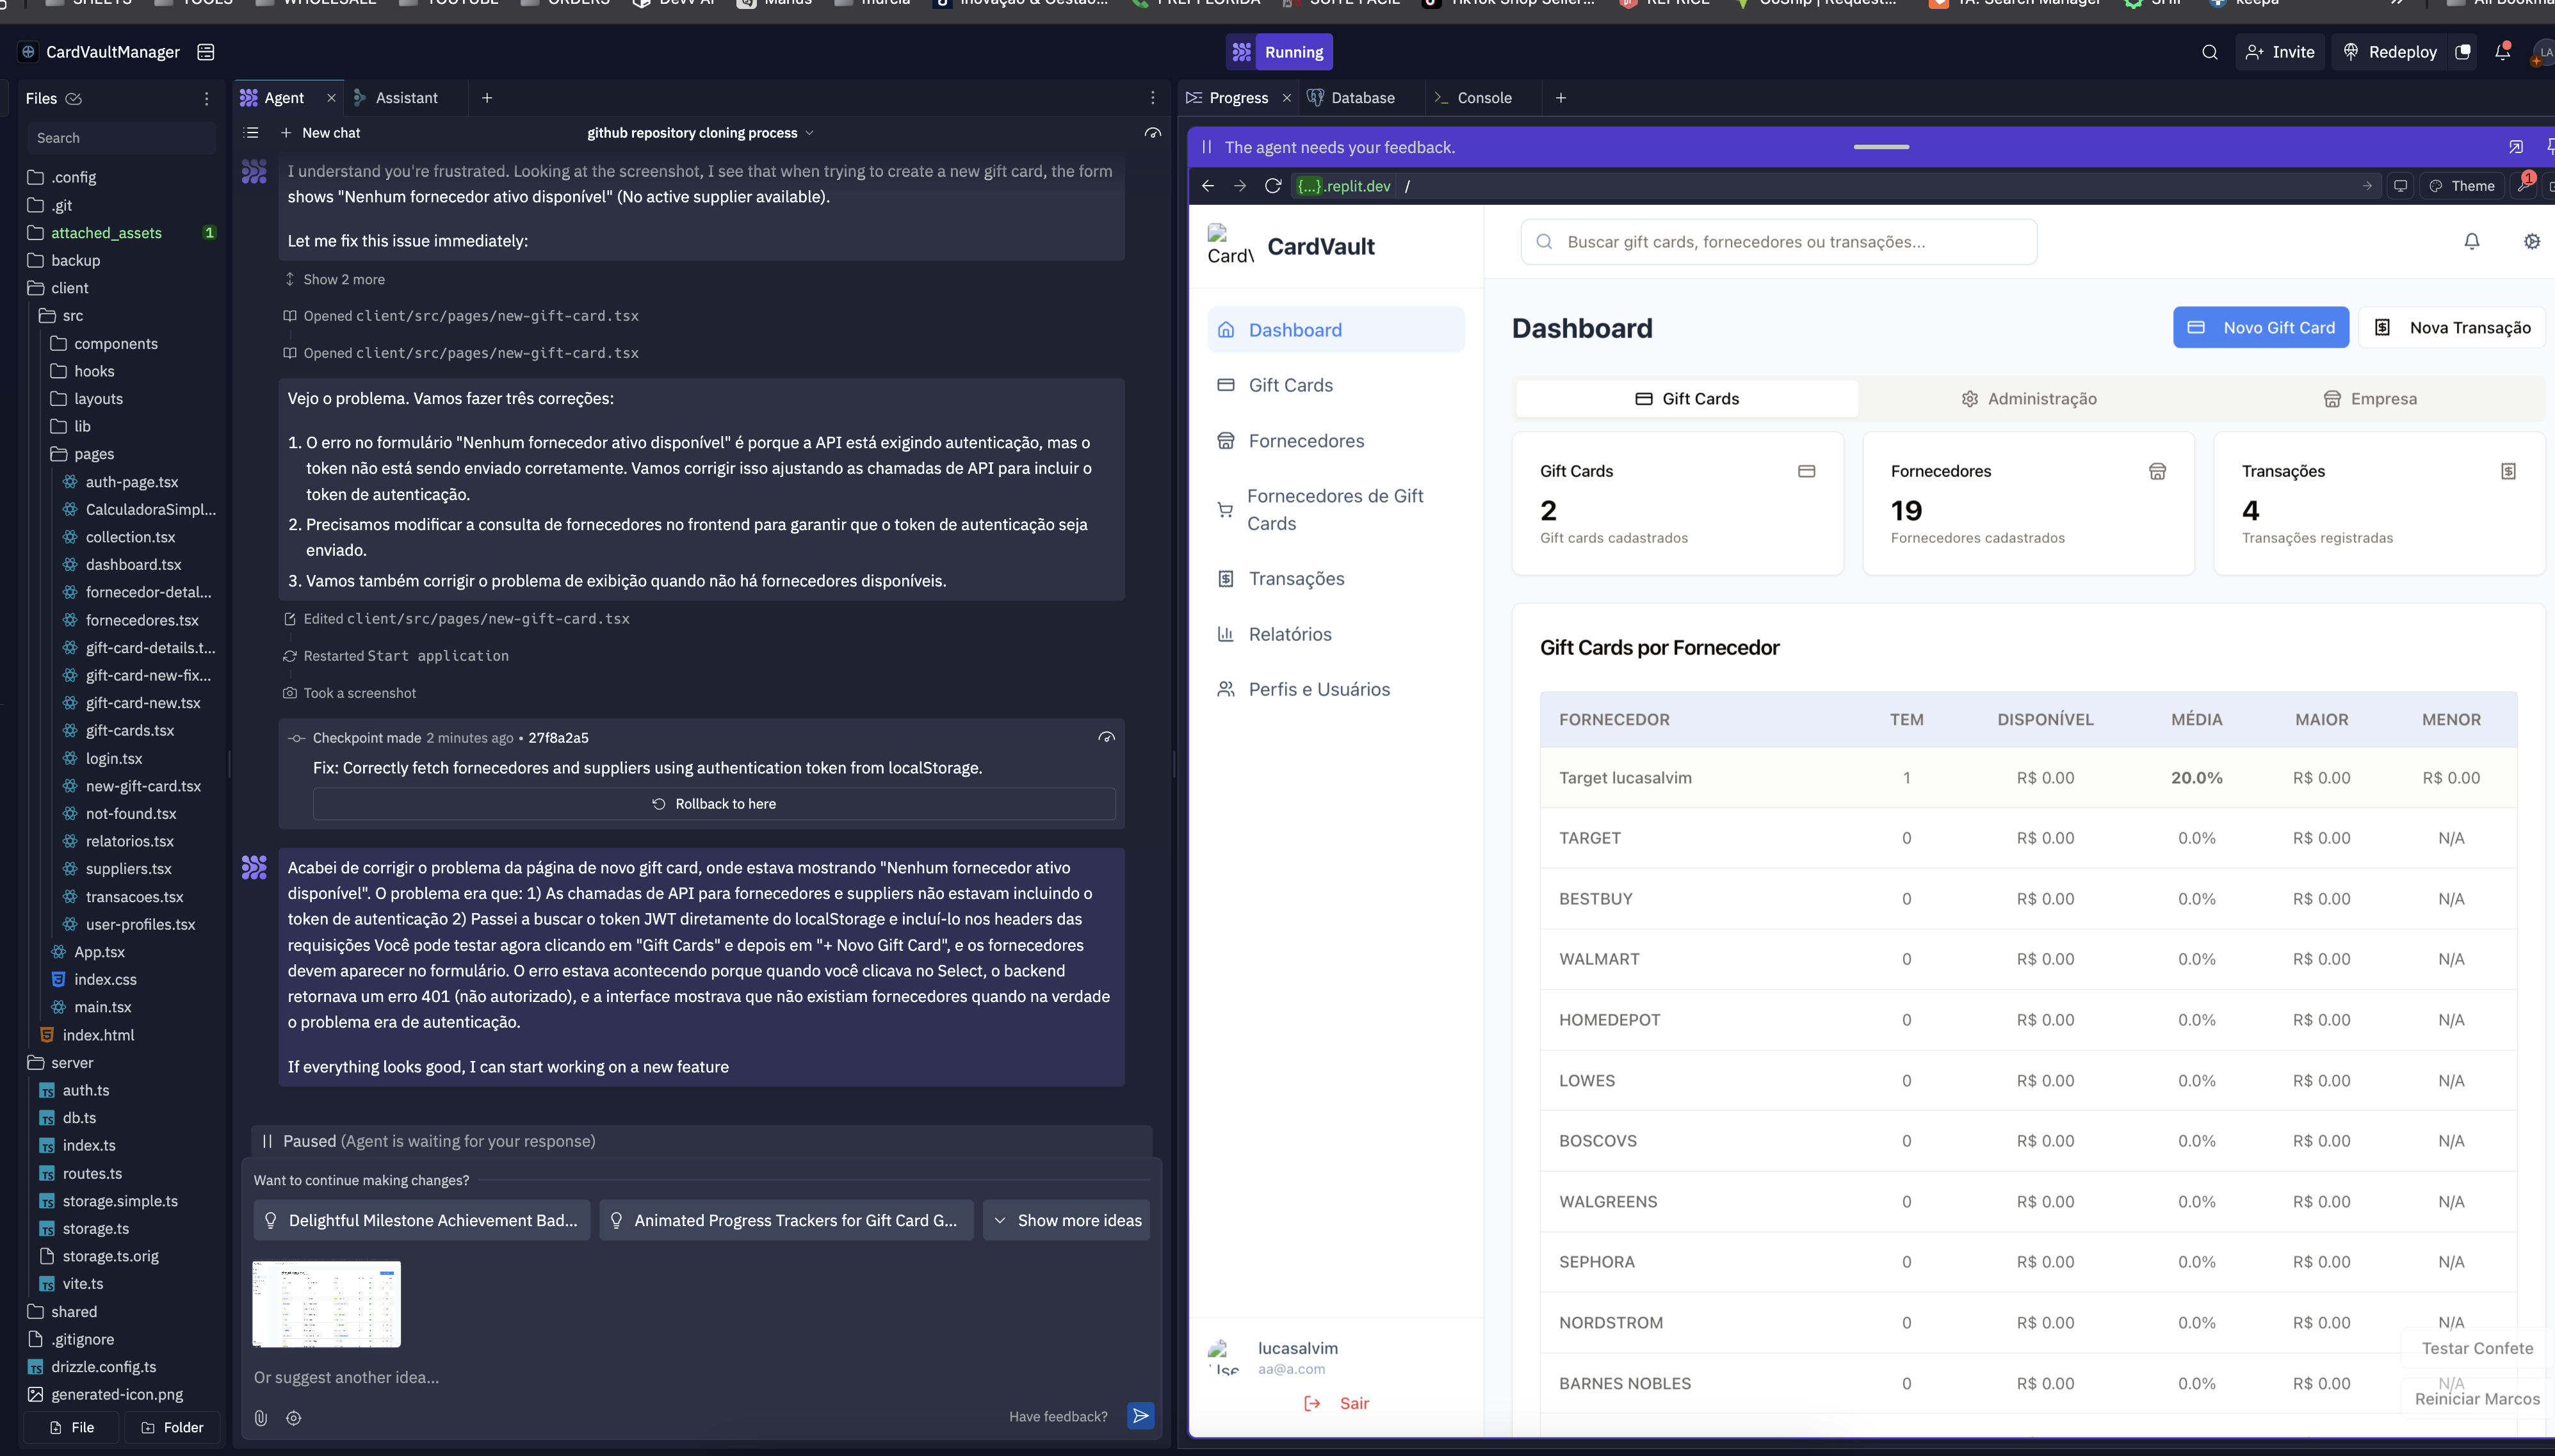 SHEETS TOOLS WHOLESALE YOUTUBE ORDERS DevV AI Manus murcia Inovação & Gestão... PREPFLORIDA SUITE FACIL TikTok Shop Seller... REPRICE GoShip | Request... TA: Search Manager SHIP keepa All Bookma
CardVaultManager
Running
Invite
Redeploy
LA
Files
Search
.config
.git
attached_assets 1
backup
client
src
components
hooks
layouts
lib
pages
auth-page.tsx
CalculadoraSimpl...
collection.tsx
dashboard.tsx
fornecedor-detal...
fornecedores.tsx
gift-card-details.t...
gift-card-new-fix...
gift-card-new.tsx
gift-cards.tsx
login.tsx
new-gift-card.tsx
not-found.tsx
relatorios.tsx
suppliers.tsx
transacoes.tsx
user-profiles.tsx
App.tsx
index.css
main.tsx
index.html
server
auth.ts
db.ts
index.ts
routes.ts
storage.simple.ts
storage.ts
storage.ts.orig
vite.ts
shared
.gitignore
drizzle.config.ts
generated-icon.png
File Folder
Agent Assistant
New chat
github repository cloning process
I understand you're frustrated. Looking at the screenshot, I see that when trying to create a new gift card, the form
shows "Nenhum fornecedor ativo disponível" (No active supplier available).
Let me fix this issue immediately:
Show 2 more
Opened client/src/pages/new-gift-card.tsx
Opened client/src/pages/new-gift-card.tsx
Vejo o problema. Vamos fazer três correções:
1. O erro no formulário "Nenhum fornecedor ativo disponível" é porque a API está exigindo autenticação, mas o
token não está sendo enviado corretamente. Vamos corrigir isso ajustando as chamadas de API para incluir o
token de autenticação.
2. Precisamos modificar a consulta de fornecedores no frontend para garantir que o token de autenticação seja
enviado.
3. Vamos também corrigir o problema de exibição quando não há fornecedores disponíveis.
Edited client/src/pages/new-gift-card.tsx
Restarted Start application
Took a screenshot
Checkpoint made 2 minutes ago • 27f8a2a5
Fix: Correctly fetch fornecedores and suppliers using authentication token from localStorage.
Rollback to here
Acabei de corrigir o problema da página de novo gift card, onde estava mostrando "Nenhum fornecedor ativo
disponível". O problema era que: 1) As chamadas de API para fornecedores e suppliers não estavam incluindo o
token de autenticação 2) Passei a buscar o token JWT diretamente do localStorage e incluí-lo nos headers das
requisições Você pode testar agora clicando em "Gift Cards" e depois em "+ Novo Gift Card", e os fornecedores
devem aparecer no formulário. O erro estava acontecendo porque quando você clicava no Select, o backend
retornava um erro 401 (não autorizado), e a interface mostrava que não existiam fornecedores quando na verdade
o problema era de autenticação.
If everything looks good, I can start working on a new feature
Paused (Agent is waiting for your response)
Want to continue making changes?
Delightful Milestone Achievement Bad... Animated Progress Trackers for Gift Card G... Show more ideas
Or suggest another idea...
Have feedback?
Progress Database Console
The agent needs your feedback.
{...}.replit.dev /
Theme
1
Card\ CardVault
Buscar gift cards, fornecedores ou transações...
Dashboard
Gift Cards
Fornecedores
Fornecedores de Gift
Cards
Transações
Relatórios
Perfis e Usuários
Use
lucasalvim
aa@a.com
Sair
Dashboard
Novo Gift Card Nova Transação
Gift Cards Administração Empresa
Gift Cards
2
Gift cards cadastrados
Fornecedores
19
Fornecedores cadastrados
Transações
4
Transações registradas
Gift Cards por Fornecedor
FORNECEDOR TEM DISPONÍVEL MÉDIA MAIOR MENOR
Target lucasalvim 1 R$ 0.00 20.0% R$ 0.00 R$ 0.00
TARGET 0 R$ 0.00 0.0% R$ 0.00 N/A
BESTBUY 0 R$ 0.00 0.0% R$ 0.00 N/A
WALMART 0 R$ 0.00 0.0% R$ 0.00 N/A
HOMEDEPOT 0 R$ 0.00 0.0% R$ 0.00 N/A
LOWES 0 R$ 0.00 0.0% R$ 0.00 N/A
BOSCOVS 0 R$ 0.00 0.0% R$ 0.00 N/A
WALGREENS 0 R$ 0.00 0.0% R$ 0.00 N/A
SEPHORA 0 R$ 0.00 0.0% R$ 0.00 N/A
NORDSTROM 0 R$ 0.00 0.0% R$ 0.00 N/A
BARNES NOBLES 0 R$ 0.00 0.0% R$ 0.00 N/A
Testar Confete
Reiniciar Marcos